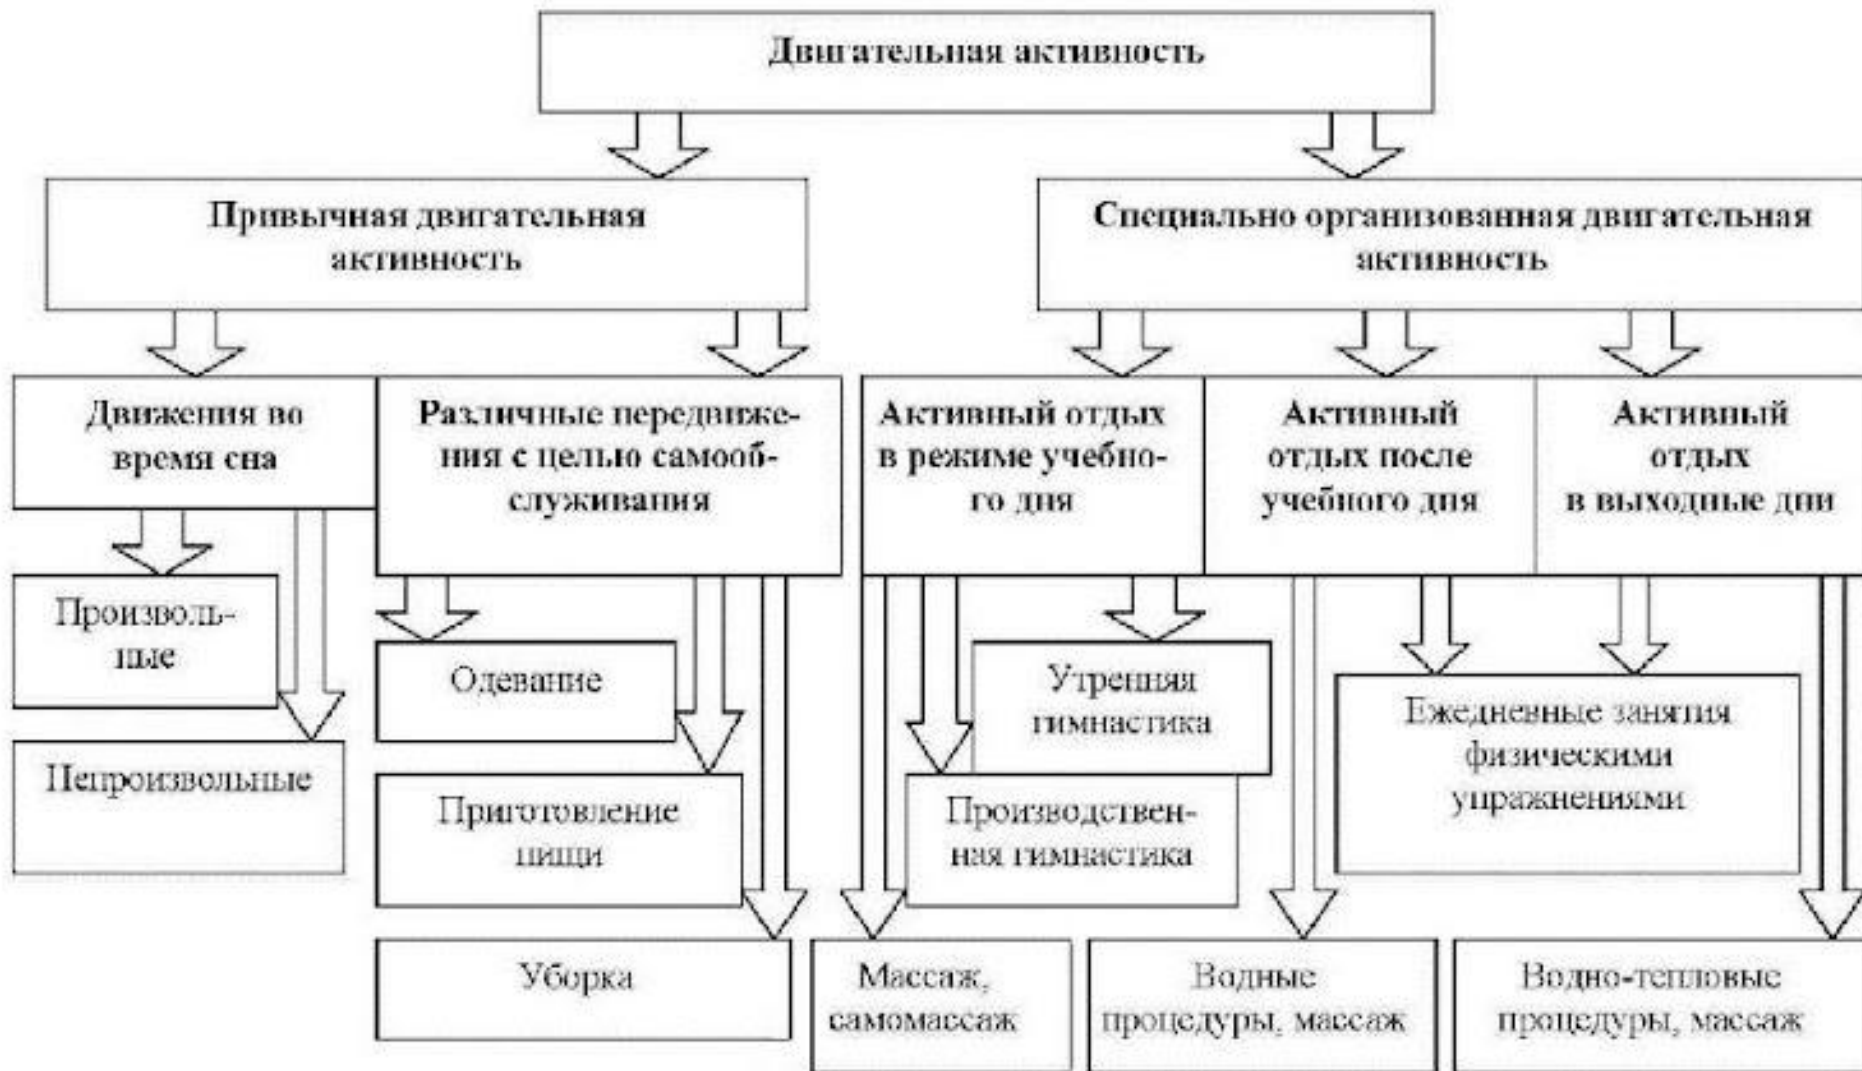 Двигательная активность
Привычная двигательная
активность
Специально организованная двигательная
активность
Движения во
время сна
Различные передвиже-
ния с целью самооб-
служивания
Активный отдых
в режиме учебно-
го дня
Активный
отдых после
учебного дня
Активный
отдых
в выходные дни
Произволь-
ные
Непроизвольные
Одевание
Приготовление
пищи
Уборка
Утренняя
гимнастика
Производствен-
ная гимнастика
Массаж,
самомассаж
Ежедневные занятия
физическими
упражнениями
Водные
процедуры, массаж
Водно-тепловые
процедуры, массаж